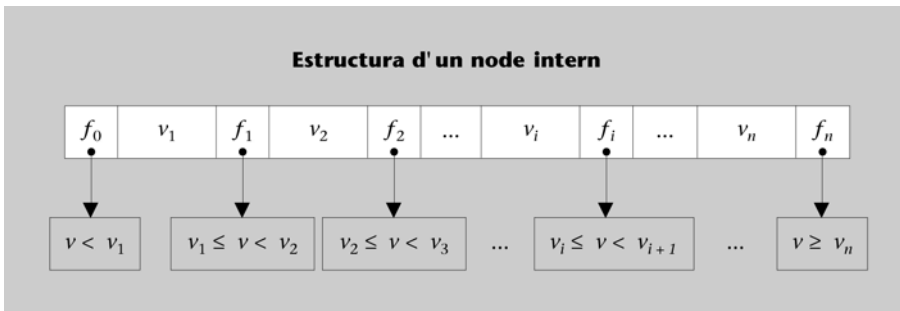 Estructura d'un node intern
f₀ v₁ f₁ v₂ f₂ ... vᵢ fᵢ ... vₙ fₙ
v < v₁ v₁ ≤ v < v₂ v₂ ≤ v < v₃ ... vᵢ ≤ v < vᵢ₊₁ ... v ≥ vₙ